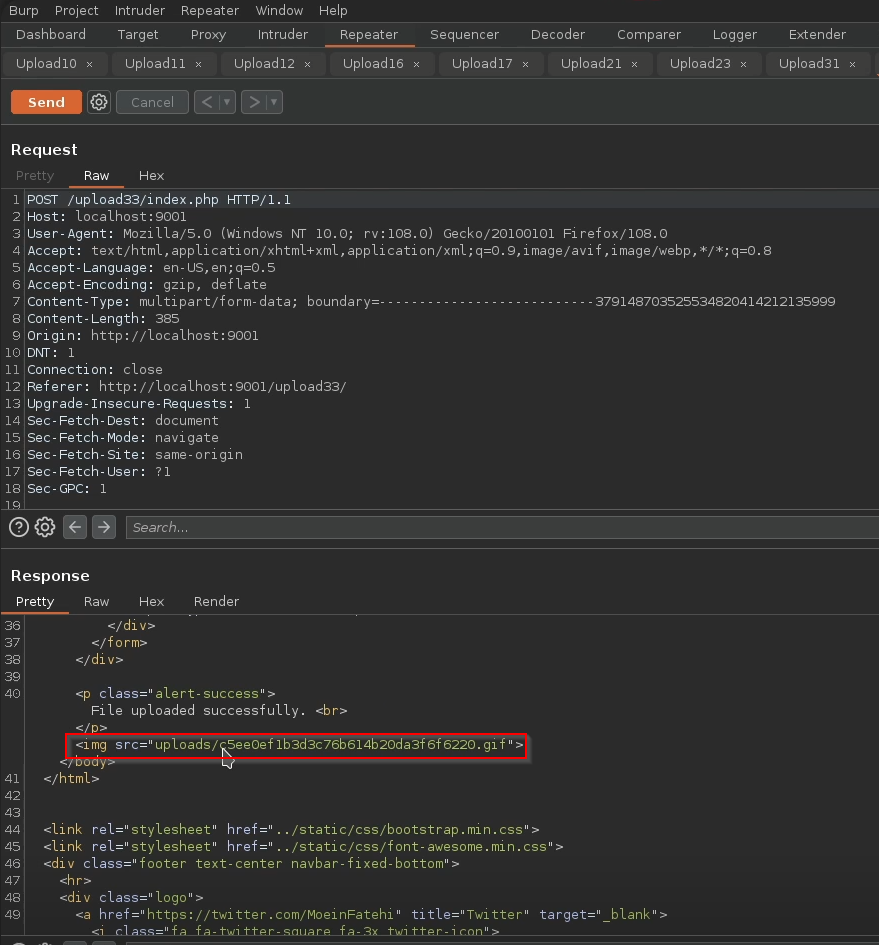 Burp Project Intruder Repeater Window Help
Dashboard Target Proxy Intruder Repeater Sequencer Decoder Comparer Logger Extender
Upload10 × Upload11 × Upload12 × Upload16 × Upload17 × Upload21 × Upload23 × Upload31 ×
Send Cancel < >
Request
Pretty Raw Hex
1 POST /upload33/index.php HTTP/1.1
2 Host: localhost:9001
3 User-Agent: Mozilla/5.0 (Windows NT 10.0; rv:108.0) Gecko/20100101 Firefox/108.0
4 Accept: text/html,application/xhtml+xml,application/xml;q=0.9,image/avif,image/webp,*/*;q=0.8
5 Accept-Language: en-US,en;q=0.5
6 Accept-Encoding: gzip, deflate
7 Content-Type: multipart/form-data; boundary=---------------------------379148703525534820414212135999
8 Content-Length: 385
9 Origin: http://localhost:9001
10 DNT: 1
11 Connection: close
12 Referer: http://localhost:9001/upload33/
13 Upgrade-Insecure-Requests: 1
14 Sec-Fetch-Dest: document
15 Sec-Fetch-Mode: navigate
16 Sec-Fetch-Site: same-origin
17 Sec-Fetch-User: ?1
18 Sec-GPC: 1
19
Search...
Response
Pretty Raw Hex Render
36 </div>
37 </form>
38 </div>
39
40 <p class="alert-success">
File uploaded successfully. <br>
</p>
<img src="uploads/c5ee0ef1b3d3c76b614b20da3f6f6220.gif">
</body>
41 </html>
42
43
44 <link rel="stylesheet" href="../static/css/bootstrap.min.css">
45 <link rel="stylesheet" href="../static/css/font-awesome.min.css">
46 <div class="footer text-center navbar-fixed-bottom">
47 <hr>
48 <div class="logo">
49 <a href="https://twitter.com/MoeinFatehi" title="Twitter" target="_blank">
<i class="fa fa-twitter-square fa-3x twitter-icon">